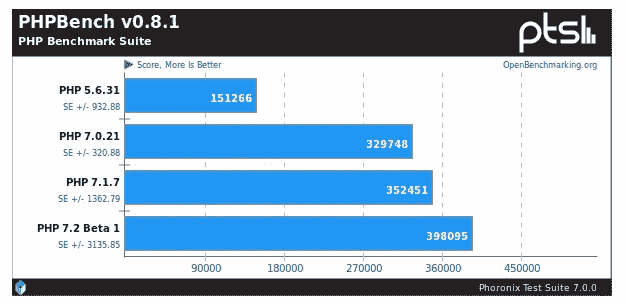 PHPBench v0.8.1
PHP Benchmark Suite
ptsl
Score, More Is Better
OpenBenchmarking.org
PHP 5.6.31
SE +/- 932.88
151266
PHP 7.0.21
SE +/- 320.88
329748
PHP 7.1.7
SE +/- 1362.79
352451
PHP 7.2 Beta 1
SE +/- 3135.85
398095
90000 180000 270000 360000 450000
Phoronix Test Suite 7.0.0